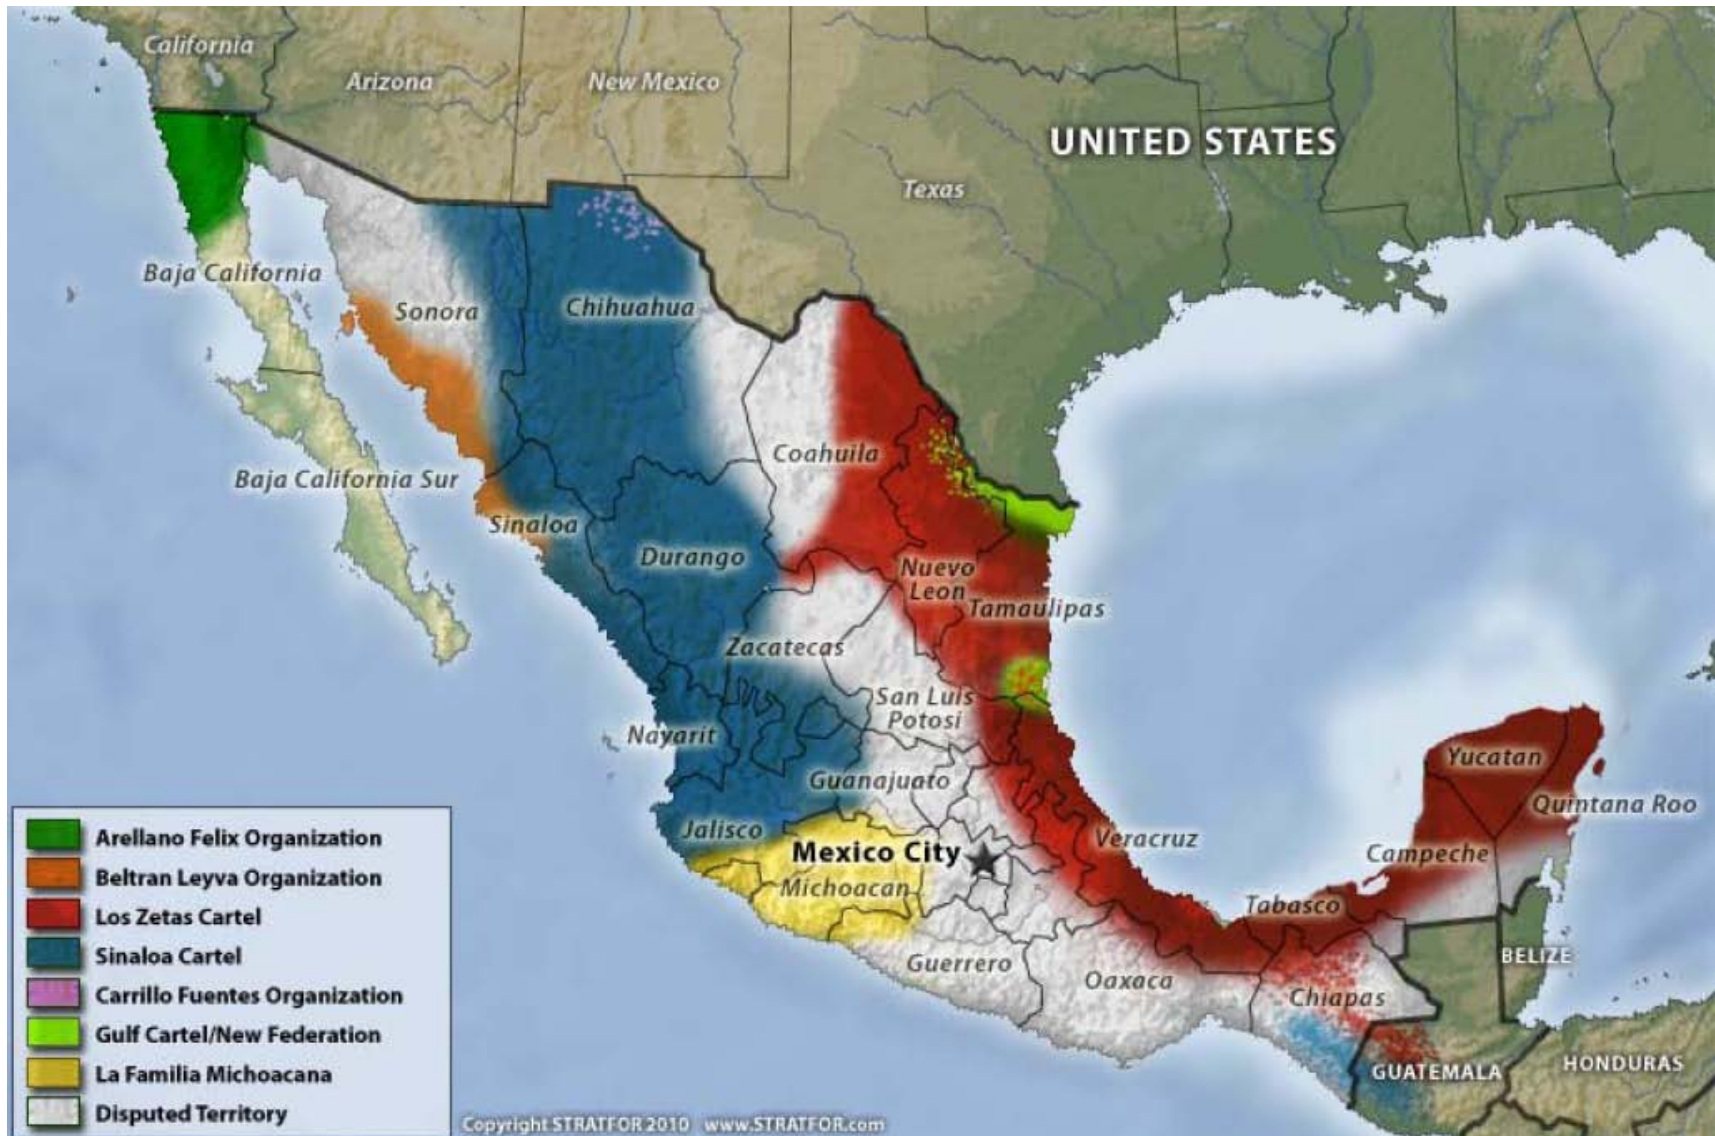 California
Arizona
New Mexico
UNITED STATES
Texas
Baja California
Sonora
Chihuahua
Coahuila
Baja California Sur
Sinaloa
Durango
Nuevo
Leon
Tamaulipas
Zacatecas
San Luis
Potosi
Nayarit
Guanajuato
Yucatan
Quintana Roo
Jalisco
Mexico City
Veracruz
Campeche
Michoacan
Tabasco
Guerrero
Oaxaca
BELIZE
Chiapas
GUATEMALA
HONDURAS
Arellano Felix Organization
Beltran Leyva Organization
Los Zetas Cartel
Sinaloa Cartel
Carrillo Fuentes Organization
Gulf Cartel/New Federation
La Familia Michoacana
Disputed Territory
Copyright STRATFOR 2010 www.STRATFOR.com